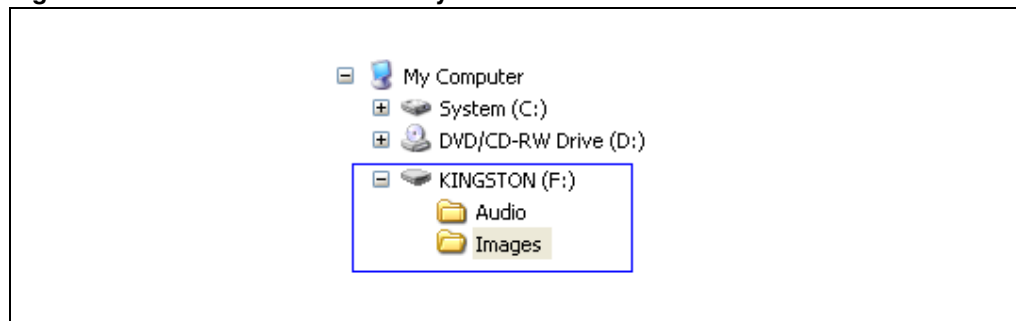 My Computer
System (C:)
DVD/CD-RW Drive (D:)
KINGSTON (F:)
Audio
Images